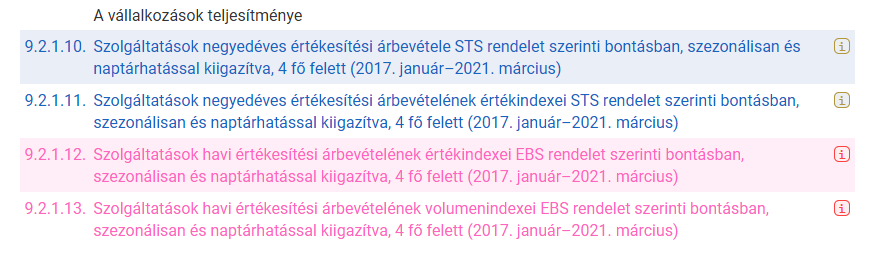 A vállalkozások teljesítménye
9.2.1.10. Szolgáltatások negyedéves értékesítési árbevétele STS rendelet szerinti bontásban, szezonálisan és i
naptárhatással kiigazítva, 4 fő felett (2017. január–2021. március)
9.2.1.11. Szolgáltatások negyedéves értékesítési árbevételének értékindexei STS rendelet szerinti bontásban, i
szezonálisan és naptárhatással kiigazítva, 4 fő felett (2017. január–2021. március)
9.2.1.12. Szolgáltatások havi értékesítési árbevételének értékindexei EBS rendelet szerinti bontásban, i
szezonálisan és naptárhatással kiigazítva, 4 fő felett (2017. január–2021. március)
9.2.1.13. Szolgáltatások havi értékesítési árbevételének volumenindexei EBS rendelet szerinti bontásban, i
szezonálisan és naptárhatással kiigazítva, 4 fő felett (2017. január–2021. március)